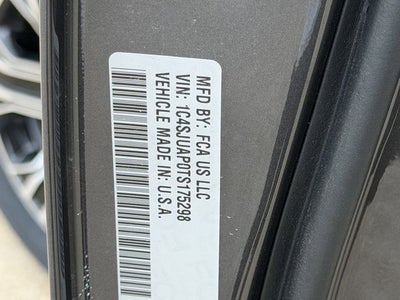 MFD BY: FCA US LLC
VIN: 1C4SJUAP0TS175298
VEHICLE MADE IN: U.S.A.